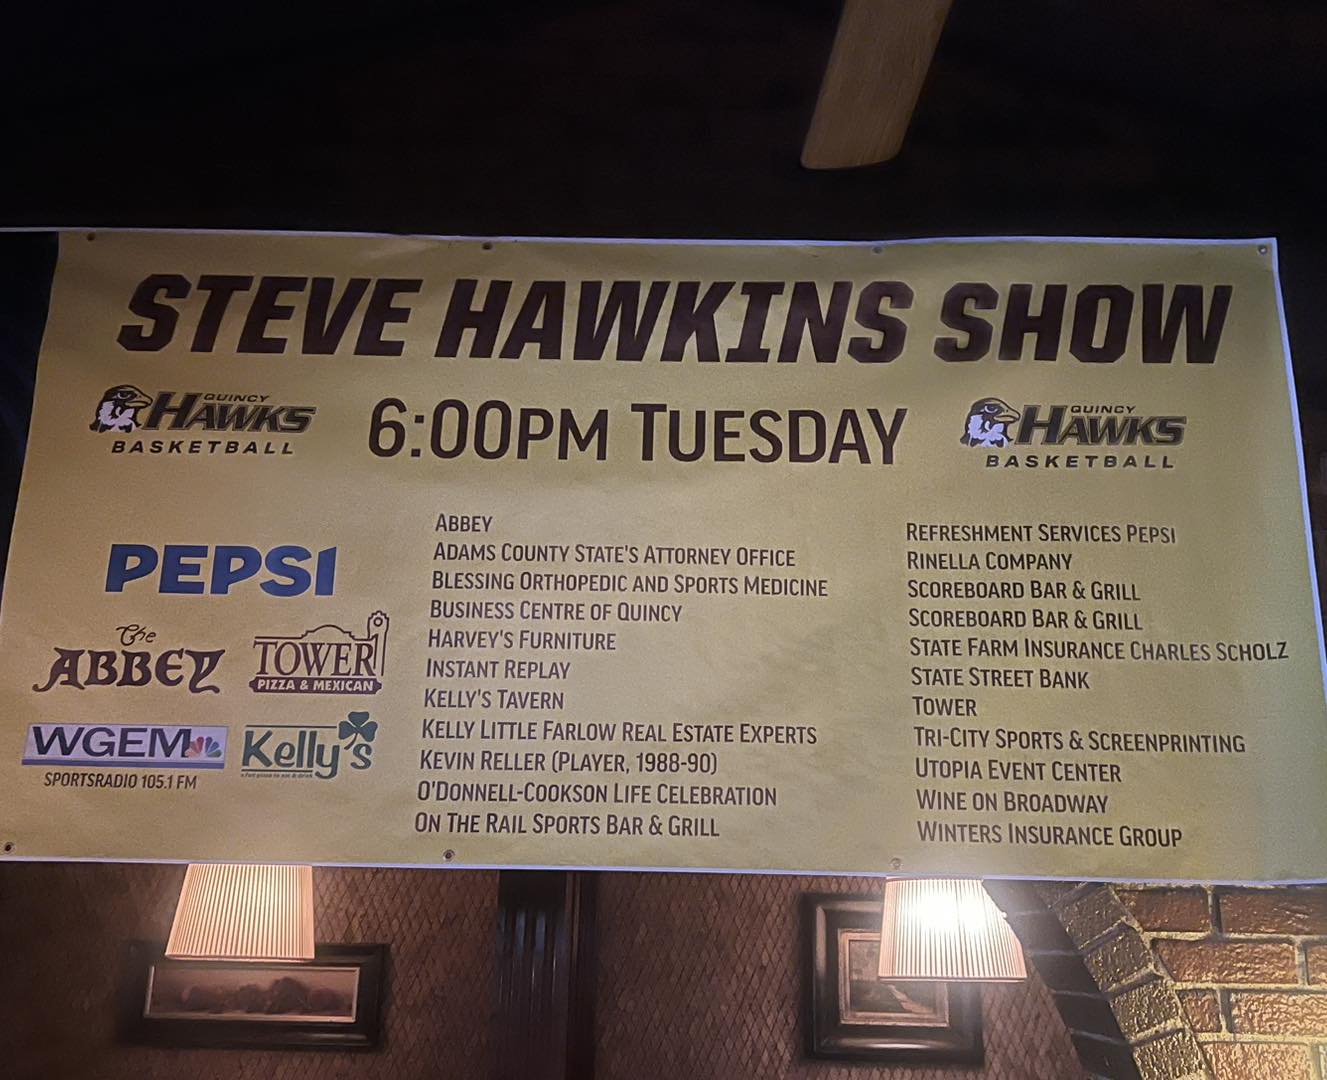 STEVE HAWKINS SHOW
QUINCY
HAWKS
BASKETBALL
6:00PM TUESDAY
QUINCY
HAWKS
BASKETBALL
PEPSI
The
ABBEY
TOWER
PIZZA & MEXICAN
WGEM
SPORTSRADIO 105.1 FM
Kelly's
ABBEY
ADAMS COUNTY STATE'S ATTORNEY OFFICE
BLESSING ORTHOPEDIC AND SPORTS MEDICINE
BUSINESS CENTRE OF QUINCY
HARVEY'S FURNITURE
INSTANT REPLAY
KELLY'S TAVERN
KELLY LITTLE FARLOW REAL ESTATE EXPERTS
KEVIN RELLER (PLAYER, 1988-90)
O'DONNELL-COOKSON LIFE CELEBRATION
ON THE RAIL SPORTS BAR & GRILL
REFRESHMENT SERVICES PEPSI
RINELLA COMPANY
SCOREBOARD BAR & GRILL
SCOREBOARD BAR & GRILL
STATE FARM INSURANCE CHARLES SCHOLZ
STATE STREET BANK
TOWER
TRI-CITY SPORTS & SCREENPRINTING
UTOPIA EVENT CENTER
WINE ON BROADWAY
WINTERS INSURANCE GROUP